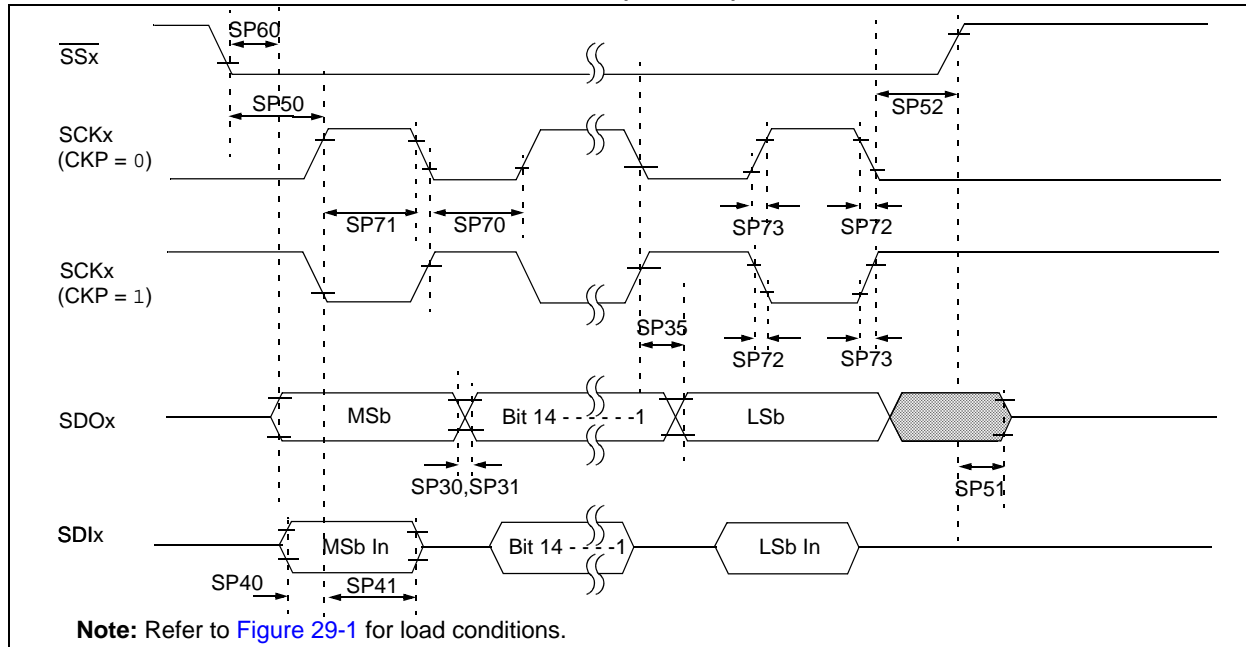 SP60
SSx
SP50
SP52
SCKx
(CKP = 0)
SP71
SP70
SP73
SP72
SCKx
(CKP = 1)
SP35
SP72
SP73
SDOx
MSb
Bit 14 - - - - - -1
LSb
SP30,SP31
SP51
SDIx
MSb In
Bit 14 - - - -1
LSb In
SP40
SP41
Note: Refer to Figure 29-1 for load conditions.